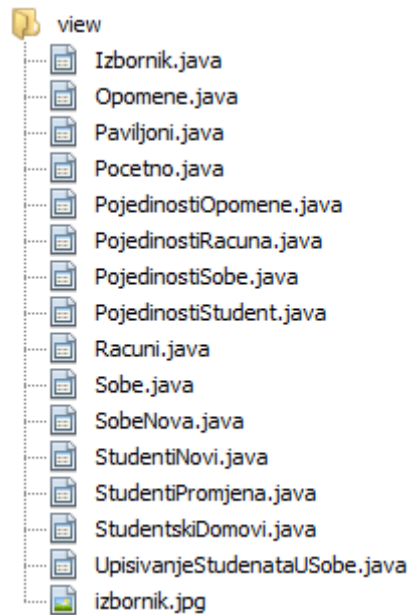 view
Izbornik.java
Opomene.java
Paviljoni.java
Pocetno.java
PojedinostiOpomene.java
PojedinostiRacuna.java
PojedinostiSobe.java
PojedinostiStudent.java
Racuni.java
Sobe.java
SobeNova.java
StudentiNovi.java
StudentiPromjena.java
StudentskiDomovi.java
UpisivanjeStudenataUSobe.java
izbornik.jpg